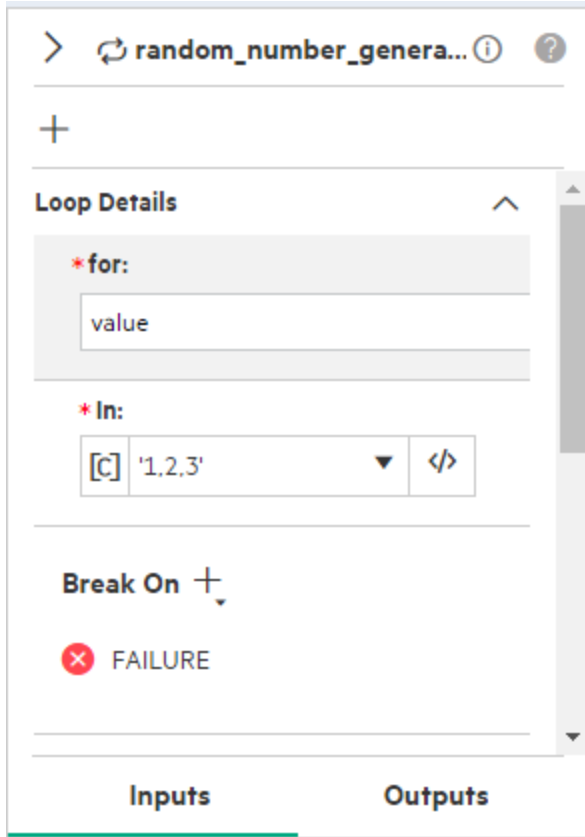 random_number_genera...
+
Loop Details
* for:
value
* In:
[C] '1,2,3' </>
Break On +
FAILURE
Inputs Outputs